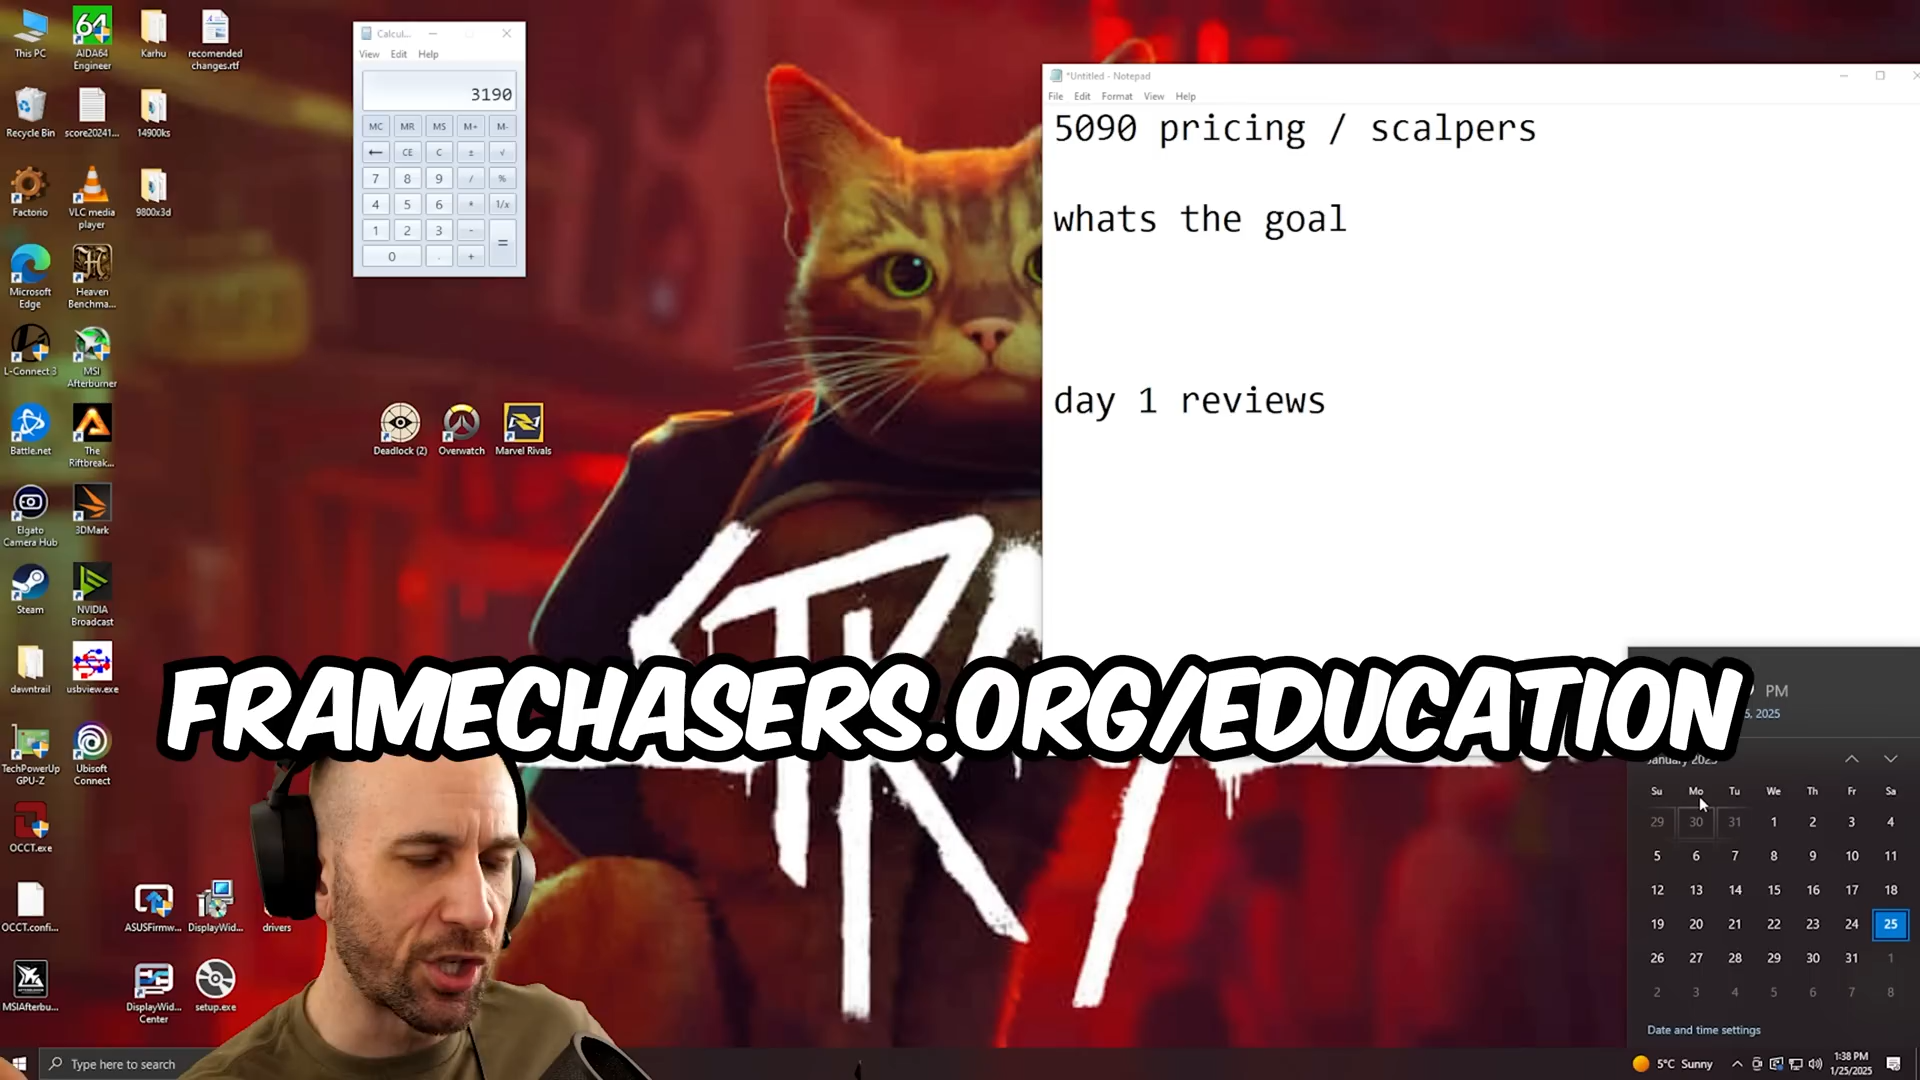 This PC
AIDA64
Engineer
Karhu
recomended
changes.rtf
Recycle Bin
score20241...
14900ks
Factorio
VLC media
player
9800x3d
Microsoft
Edge
Heaven
Benchma...
L-Connect 3
MSI
Afterburner
Battle.net
The
Riftbreak...
Elgato
Camera Hub
3DMark
Steam
NVIDIA
Broadcast
dawntrail
usbview.exe
TechPowerUp
GPU-Z
Ubisoft
Connect
OCCT.exe
OCCT.confi...
ASUSFirmw...
DisplayWid...
drivers
MSIAfterbu...
DisplayWid...
Center
setup.exe
Deadlock (2)
Overwatch
Marvel Rivals
Calcul...
View Edit Help
3190
MC MR MS M+ M-
← CE C ± √
7 8 9 / %
4 5 6 * 1/x
1 2 3 - =
0 . +
*Untitled - Notepad
File Edit Format View Help
5090 pricing / scalpers
whats the goal
day 1 reviews
FRAMECHASERS.ORG/EDUCATION
PM
5, 2025
January 2025
Su Mo Tu We Th Fr Sa
29 30 31 1 2 3 4
5 6 7 8 9 10 11
12 13 14 15 16 17 18
19 20 21 22 23 24 25
26 27 28 29 30 31 1
2 3 4 5 6 7 8
Date and time settings
Type here to search
5°C Sunny
1:38 PM
1/25/2025